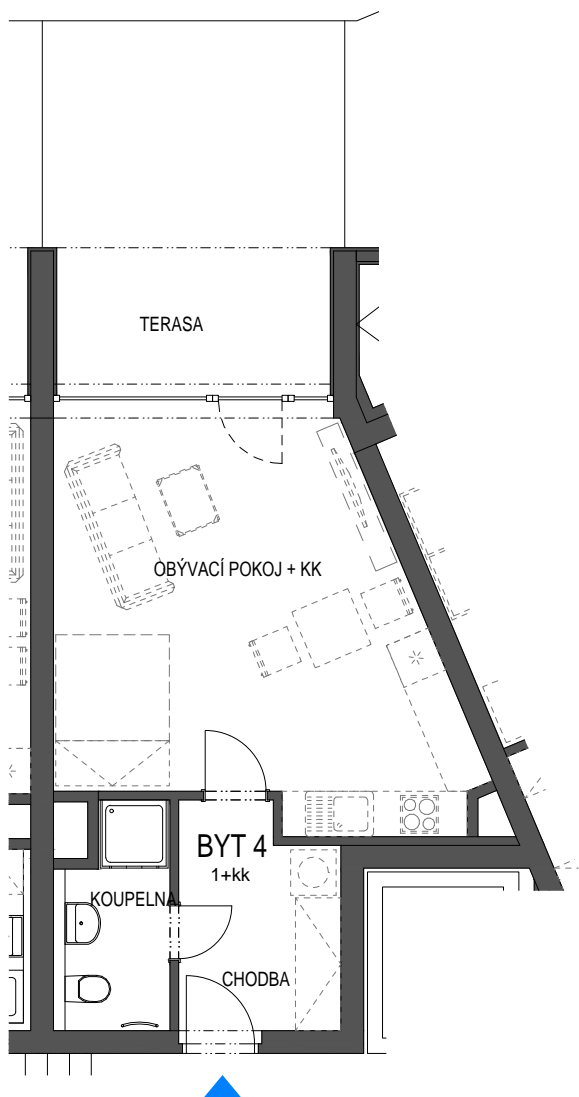 TERASA
OBÝVACÍ POKOJ + KK
BYT 4
1+kk
KOUPELNA
CHODBA